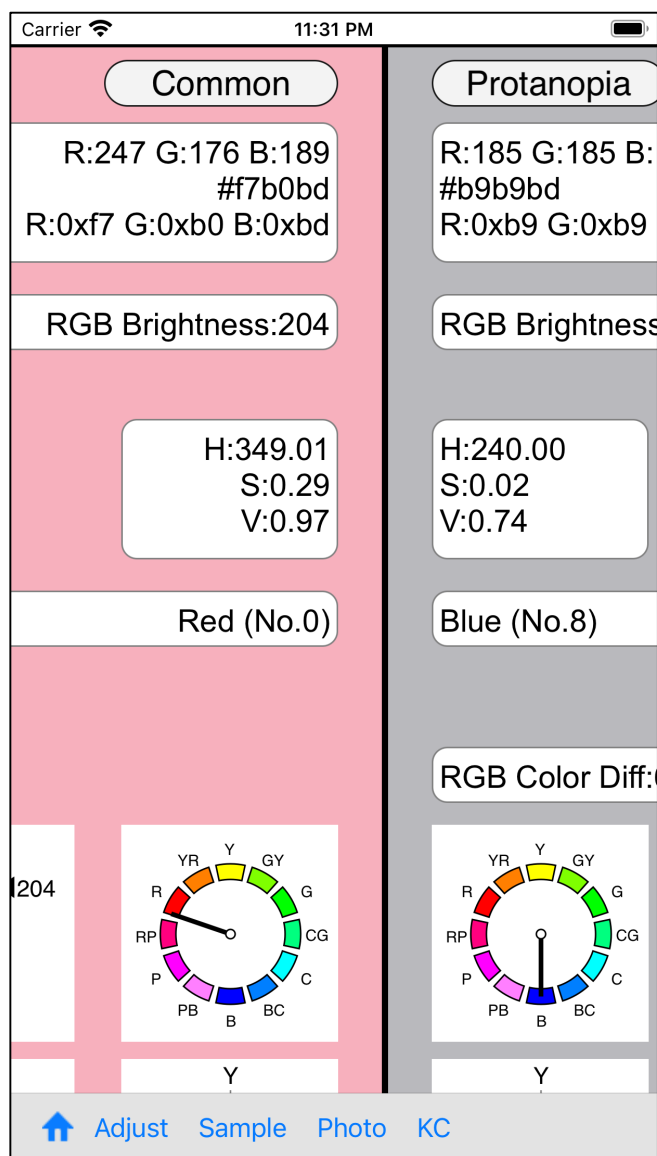 Carrier 11:31 PM
Common
R:247 G:176 B:189
#f7b0bd
R:0xf7 G:0xb0 B:0xbd
RGB Brightness:204
H:349.01
S:0.29
V:0.97
Red (No.0)
204
Y
YR GY
R G
RP CG
P C
PB BC
B
Y
Protanopia
R:185 G:185 B:
#b9b9bd
R:0xb9 G:0xb9
RGB Brightness
H:240.00
S:0.02
V:0.74
Blue (No.8)
RGB Color Diff:
Y
YR GY
R G
RP CG
P C
PB BC
B
Y
Adjust Sample Photo KC